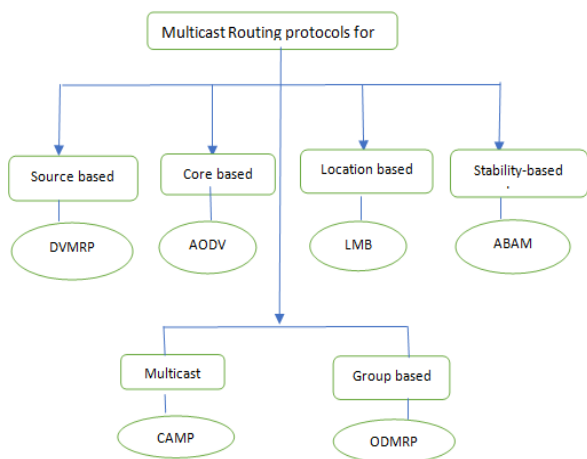 Multicast Routing protocols for
Source based
Core based
Location based
Stability-based
.
DVMRP
AODV
LMB
ABAM
Multicast
Group based
CAMP
ODMRP